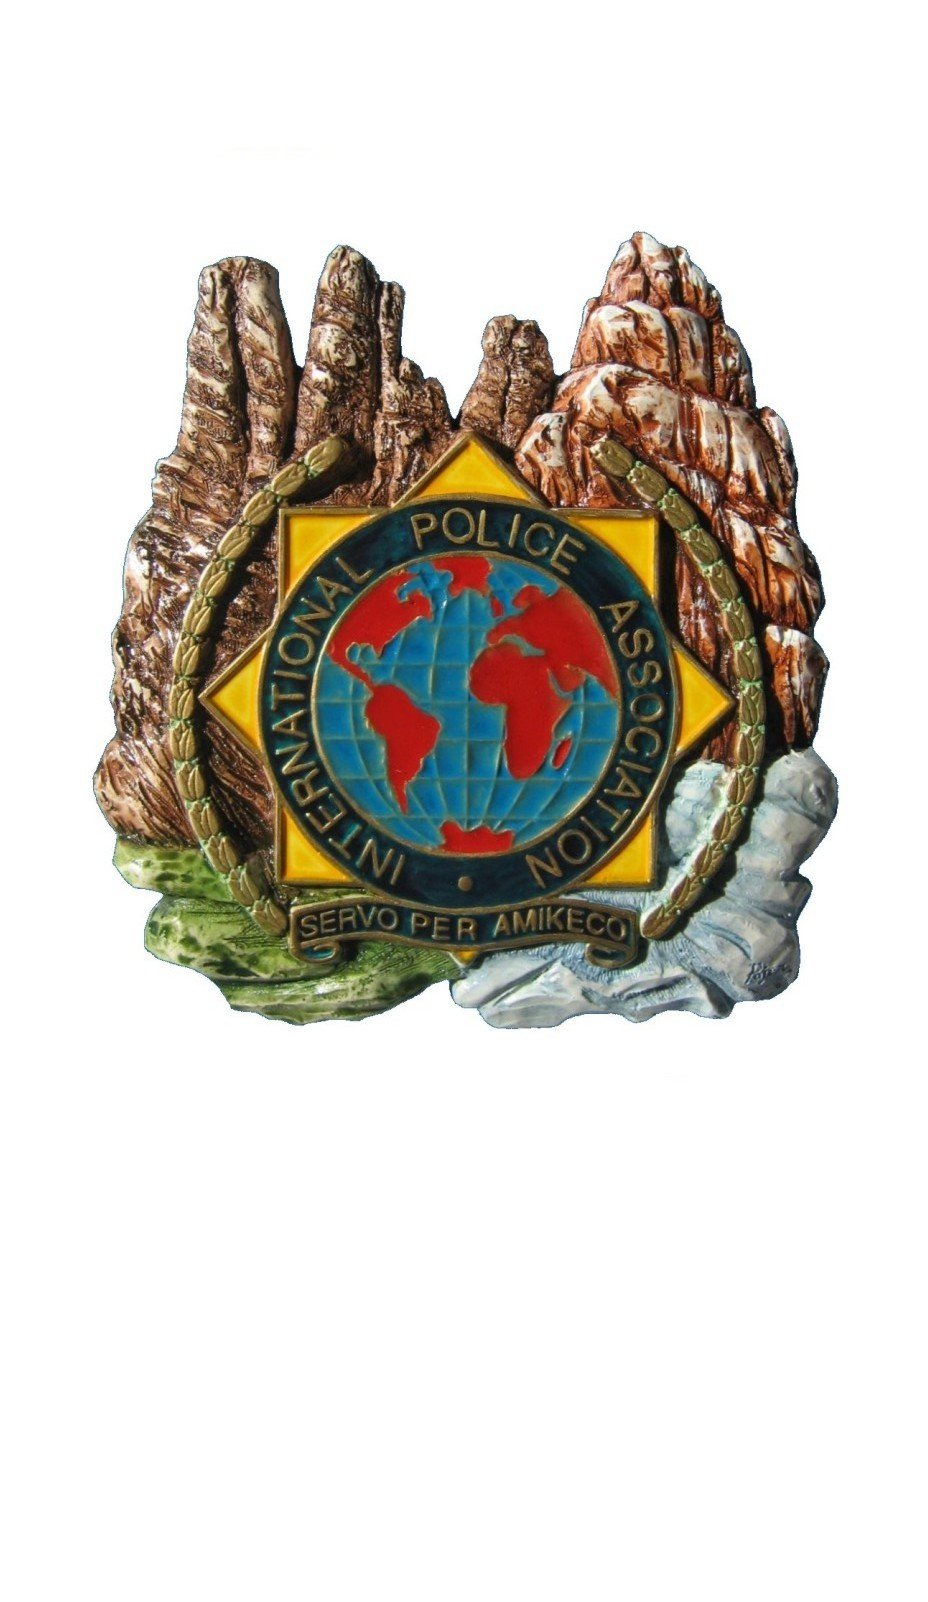 INTERNATIONAL POLICE ASSOCIATION
SERVO PER AMIKECO